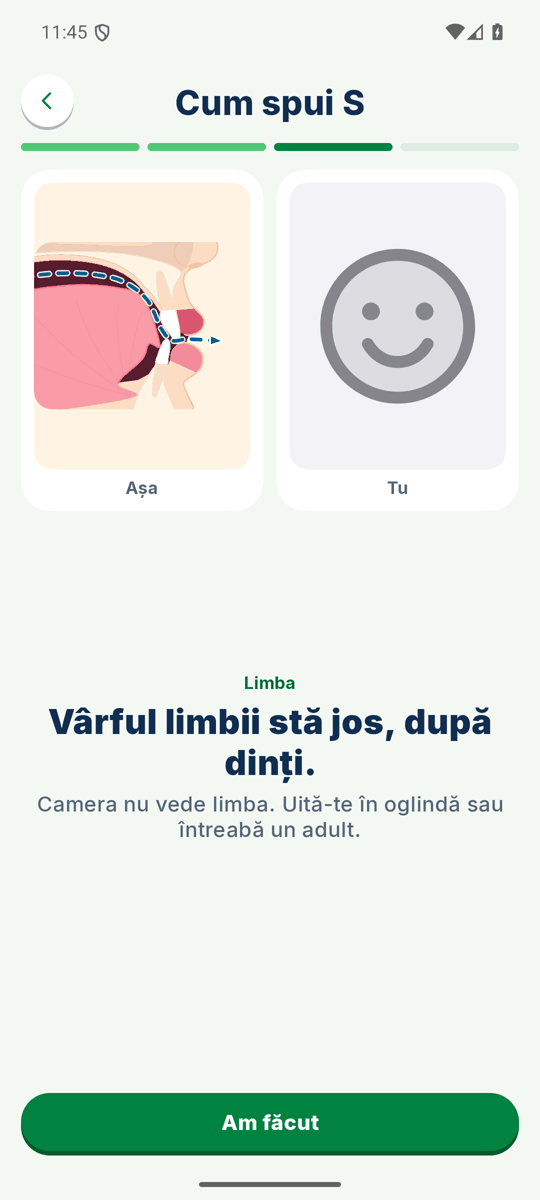 11:45
Cum spui S
Așa
Tu
Limba
Vârful limbii stă jos, după
dinți.
Camera nu vede limba. Uită-te în oglindă sau
întreabă un adult.
Am făcut